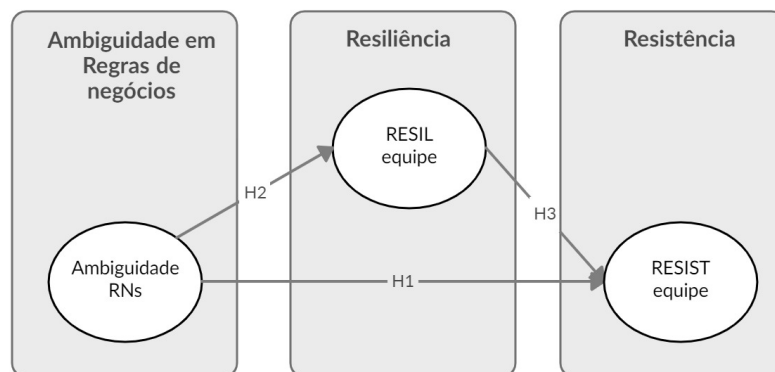 Ambiguidade em
Regras de
negócios
Resiliência
Resistência
RESIL
equipe
H2
H3
Ambiguidade
RNs
H1
RESIST
equipe